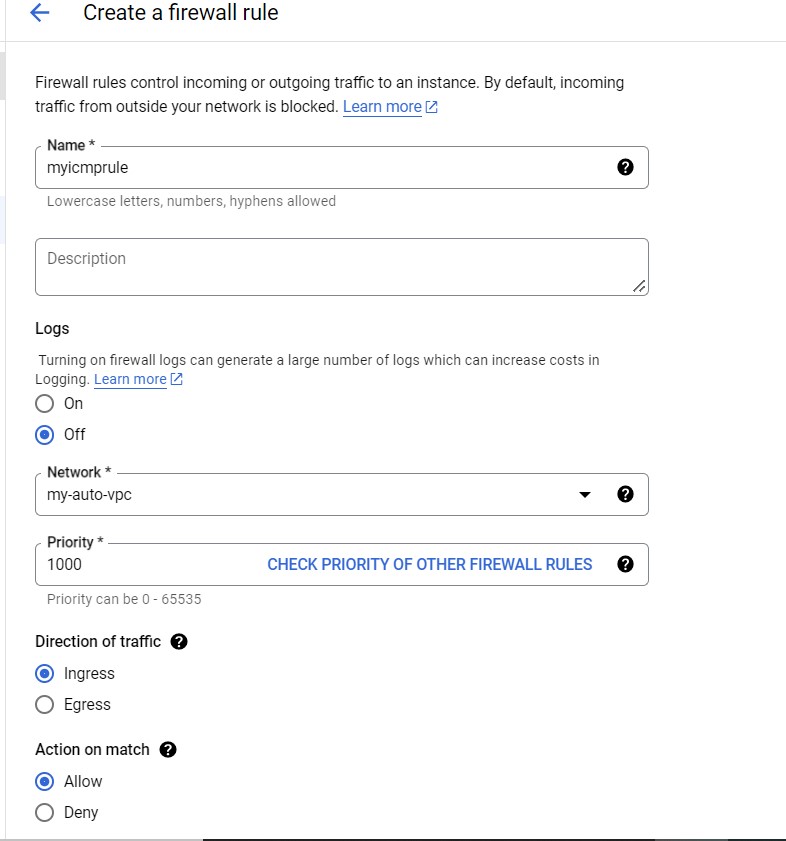 Create a firewall rule
Firewall rules control incoming or outgoing traffic to an instance. By default, incoming
traffic from outside your network is blocked. Learn more
Name *
myicmprule
Lowercase letters, numbers, hyphens allowed
Description
Logs
Turning on firewall logs can generate a large number of logs which can increase costs in
Logging. Learn more
On
Off
Network *
my-auto-vpc
Priority *
1000 CHECK PRIORITY OF OTHER FIREWALL RULES
Priority can be 0 - 65535
Direction of traffic
Ingress
Egress
Action on match
Allow
Deny